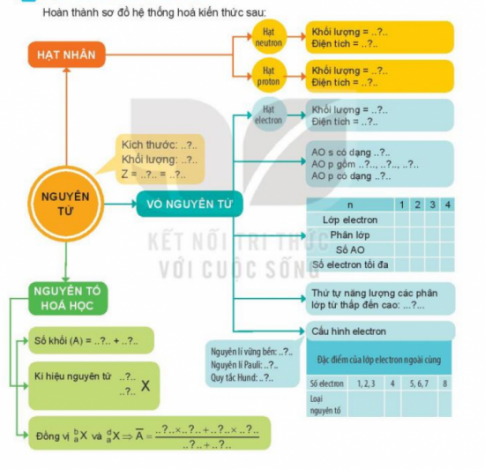 Hoàn thành sơ đồ hệ thống hoá kiến thức sau:
HẠT NHÂN
Hạt
neutron
Khối lượng = ..?..
Điện tích = ..?..
Hạt
proton
Khối lượng = ..?..
Điện tích = ..?..
NGUYÊN
TỬ
Kích thước: ..?..
Khối lượng: ..?..
Z = ..?.. = ..?..
VỎ NGUYÊN TỬ
Hạt
electron
Khối lượng = ..?..
Điện tích = ..?..
AO s có dạng ..?..
AO p gồm ..?.., ..?.., ..?..
AO p có dạng ..?..
n 1 2 3 4
Lớp electron
Phân lớp
Số AO
Số electron tối đa
Thứ tự năng lượng các phân
lớp từ thấp đến cao: ...?...
Cấu hình electron
Nguyên lí vững bền: ..?..
Nguyên lí Pauli: ..?..
Quy tắc Hund: ..?..
Đặc điểm của lớp electron ngoài cùng
Số electron 1, 2, 3 4 5, 6, 7 8
Loại
nguyên tố
NGUYÊN TỐ
HOÁ HỌC
Số khối (A) = ..?.. + ..?..
Kí hiệu nguyên tử ..?..
..?.. X
Đồng vị ᵇₐX và ᵈₐX ⇒ A̅ = (..?..×..?.. + ..?..×..?..) / (..?.. + ..?..)
KẾT NỐI TRI THỨC
VỚI CUỘC SỐNG